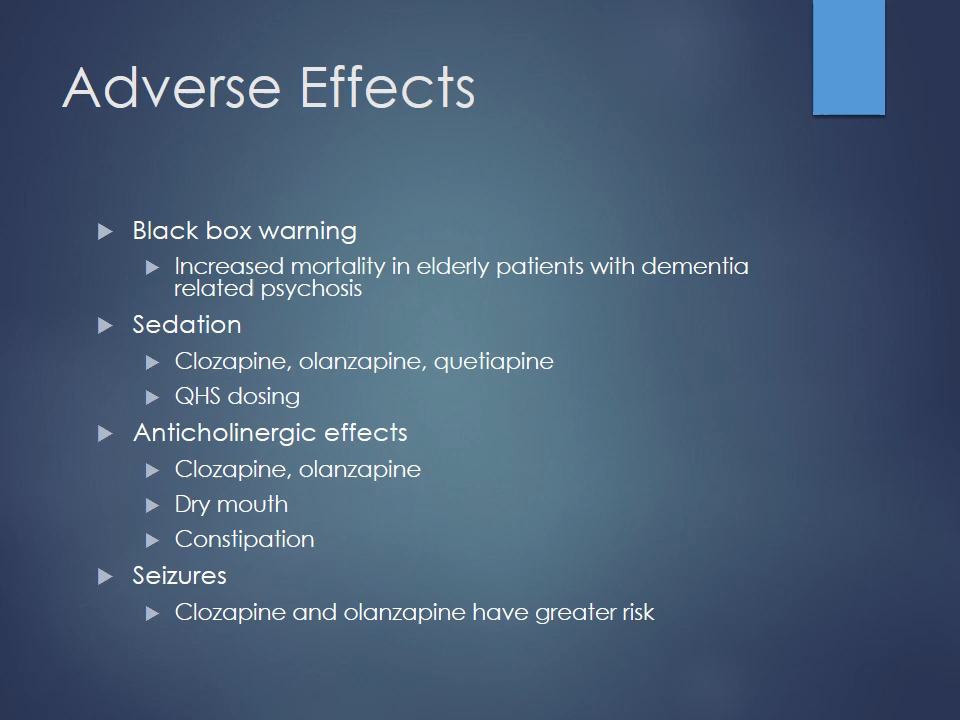 Adverse Effects
Black box warning
Increased mortality in elderly patients with dementia
related psychosis
Sedation
Clozapine, olanzapine, quetiapine
QHS dosing
Anticholinergic effects
Clozapine, olanzapine
Dry mouth
Constipation
Seizures
Clozapine and olanzapine have greater risk